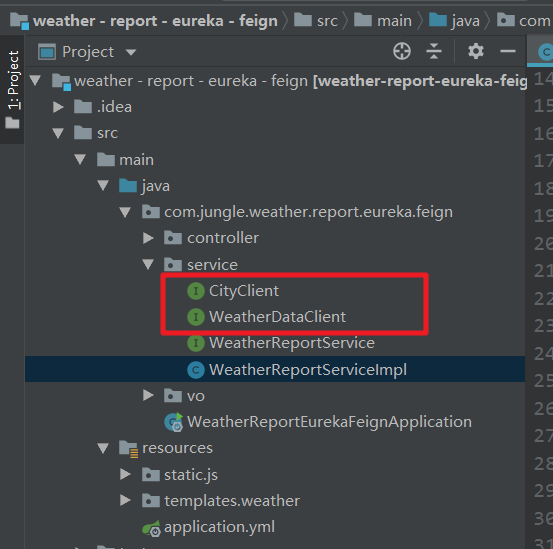 weather - report - eureka - feign > src > main > java > com
1: Project
Project
weather - report - eureka - feign [weather-report-eureka-feig
.idea
src
main
java
com.jungle.weather.report.eureka.feign
controller
service
I CityClient
I WeatherDataClient
I WeatherReportService
C WeatherReportServiceImpl
vo
WeatherReportEurekaFeignApplication
resources
static.js
templates.weather
application.yml
C
14
15
16
17
18
19
20
21
22
23
24
25
26
27
28
29
30
31